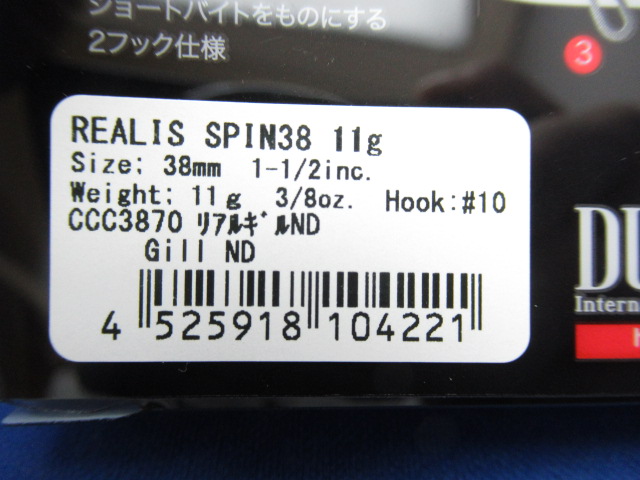 ショートバイトをものにする
2フック仕様
3
REALIS SPIN38 11g
Size: 38mm 1-1/2inc.
Weight: 11g 3/8oz. Hook:#10
CCC3870 ﾘｱﾙｷﾞﾙND
Gill ND
4 525918 104221
DU
Intern